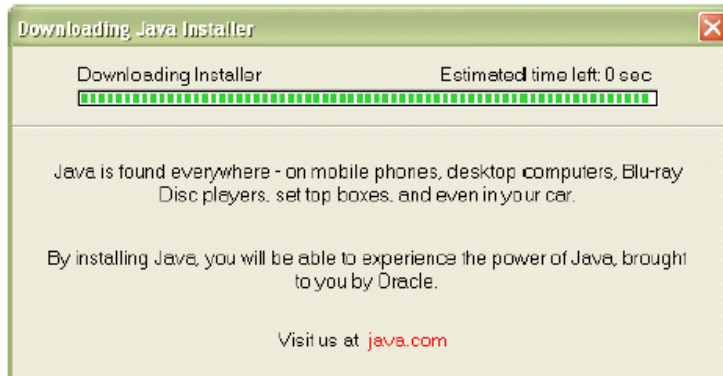 Downloading Java Installer
Downloading Installer Estimated time left: 0 sec
Java is found everywhere - on mobile phones, desktop computers, Blu-ray
Disc players, set top boxes, and even in your car.
By installing Java, you will be able to experience the power of Java, brought
to you by Oracle.
Visit us at java.com